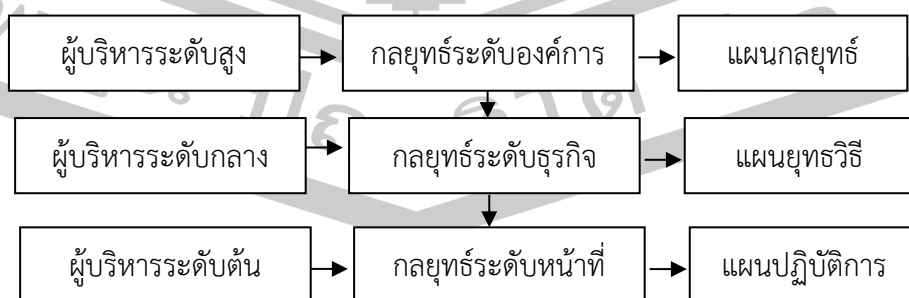 ผู้บริหารระดับสูง กลยุทธ์ระดับองค์การ แผนกลยุทธ์
ผู้บริหารระดับกลาง กลยุทธ์ระดับธุรกิจ แผนยุทธวิธี
ผู้บริหารระดับต้น กลยุทธ์ระดับหน้าที่ แผนปฏิบัติการ